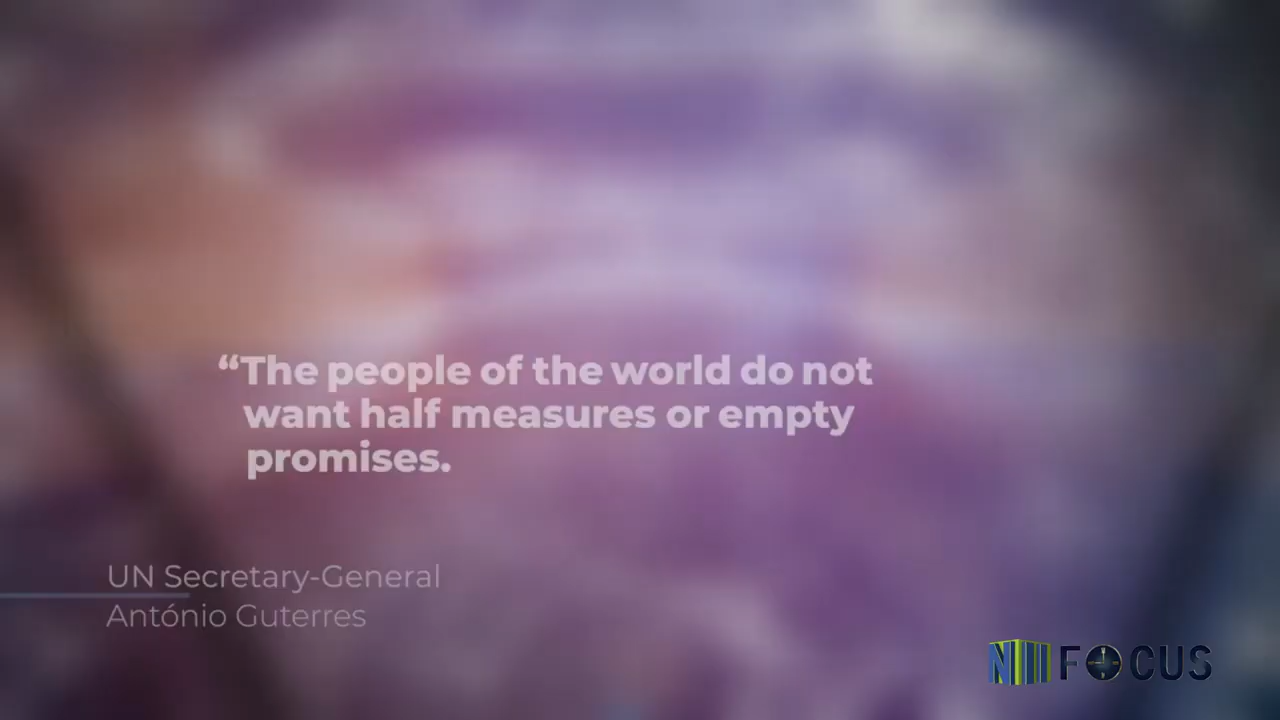 “The people of the world do not
want half measures or empty
promises.
UN Secretary-General
António Guterres
FOCUS